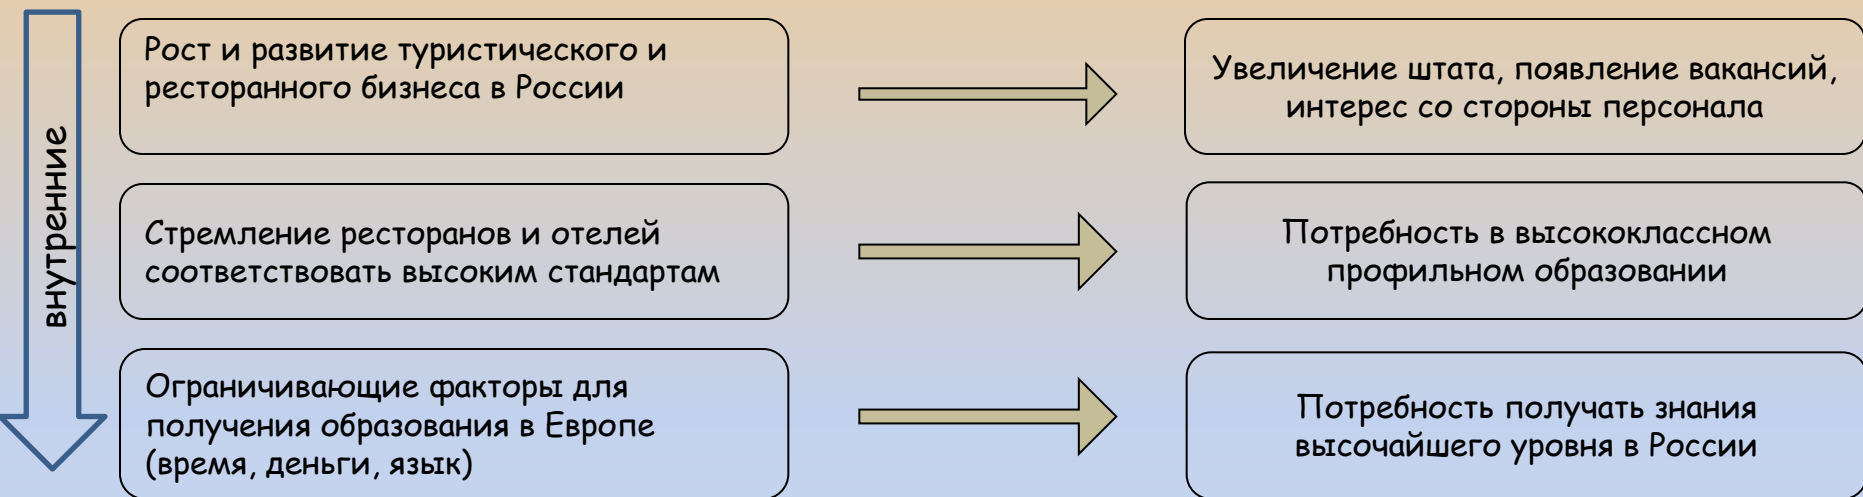 внутренние
Рост и развитие туристического и
ресторанного бизнеса в России
Увеличение штата, появление вакансий,
интерес со стороны персонала
Стремление ресторанов и отелей
соответствовать высоким стандартам
Потребность в высококлассном
профильном образовании
Ограничивающие факторы для
получения образования в Европе
(время, деньги, язык)
Потребность получать знания
высочайшего уровня в России